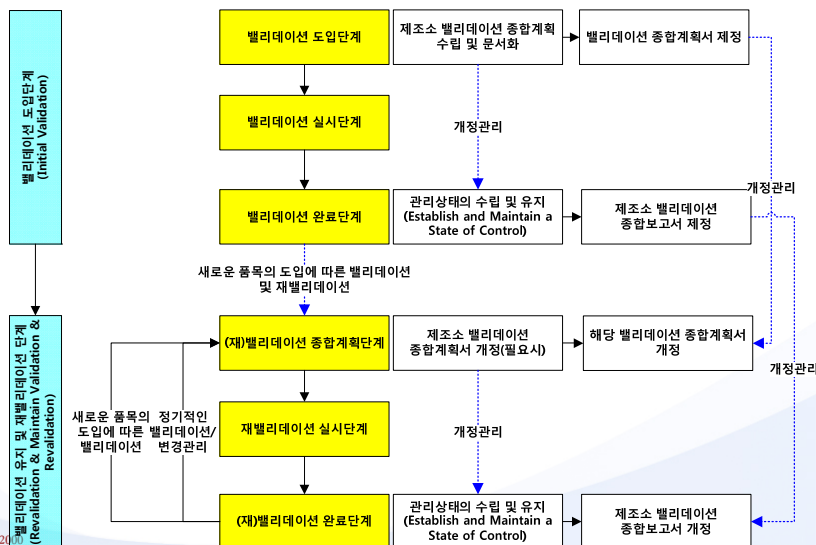 밸리데이션 도입단계
(Initial Validation)
밸리데이션 도입단계
제조소 밸리데이션 종합계획
수립 및 문서화
밸리데이션 종합계획서 제정
밸리데이션 실시단계
개정관리
개정관리
밸리데이션 완료단계
관리상태의 수립 및 유지
(Establish and Maintain a
State of Control)
제조소 밸리데이션
종합보고서 제정
새로운 품목의 도입에 따른 밸리데이션
및 재밸리데이션
밸리데이션 유지 및 재밸리데이션 단계
(Revalidation & Maintain Validation &
Revalidation)
(재)밸리데이션 종합계획단계
제조소 밸리데이션
종합계획서 개정(필요시)
해당 밸리데이션 종합계획서
개정
개정관리
새로운 품목의
도입에 따른
밸리데이션
정기적인
밸리데이션/
변경관리
재밸리데이션 실시단계
개정관리
(재)밸리데이션 완료단계
관리상태의 수립 및 유지
(Establish and Maintain a
State of Control)
제조소 밸리데이션
종합보고서 개정